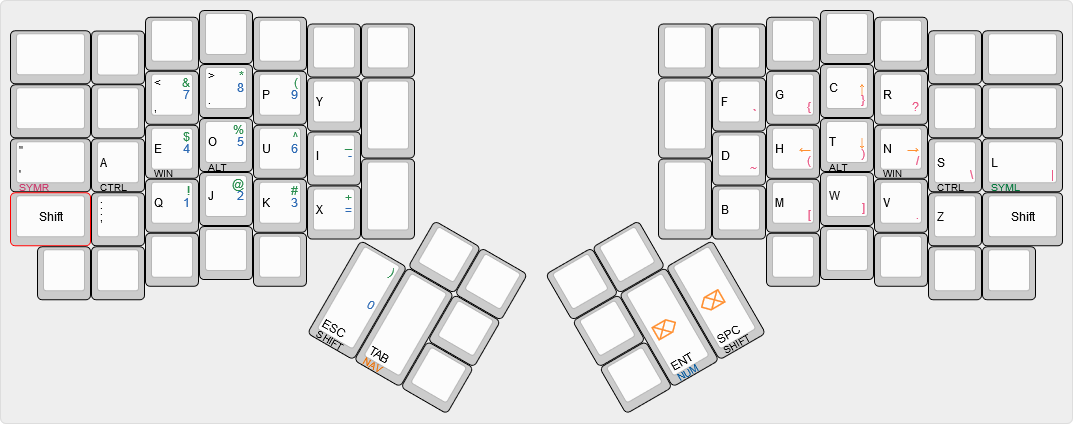 < &
7
,
> *
8
.
P (
9
Y
F `
G {
C ↑
}
R ?
" 
'
SYMR
A
CTRL
E $
4
WIN
O %
5
ALT
U ^
6
I _
-
D ~
H ←
(
T ↓
)
ALT
N →
/
WIN
S \
CTRL
L |
SYML
Shift
:
;
Q !
1
J @
2
K #
3
X +
=
B
M [
W ]
V .
Z
Shift
)
0
ESC
SHIFT
TAB
NAV
ENT
NUM
SPC
SHIFT